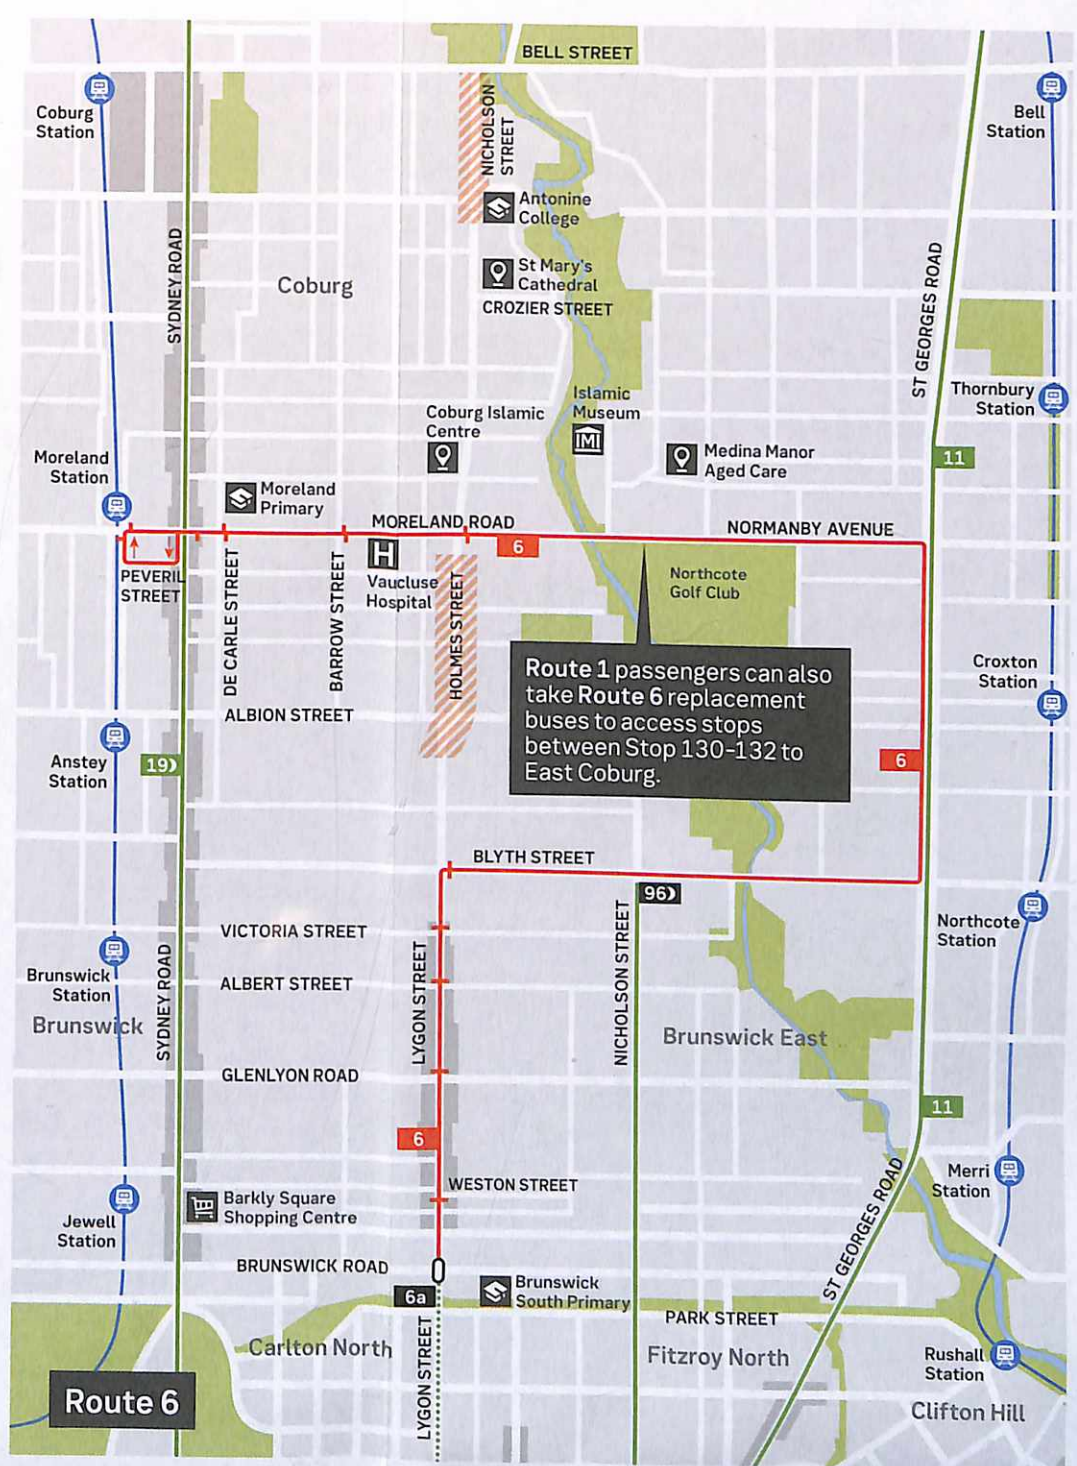 BELL STREET
Coburg
Station
NICHOLSON
STREET
Bell
Station
Antonine
College
SYDNEY ROAD
Coburg
St Mary's
Cathedral
CROZIER STREET
ST GEORGES ROAD
Thornbury
Station
Islamic
Museum
IMI
Coburg Islamic
Centre
Moreland
Station
Medina Manor
Aged Care
11
Moreland
Primary
MORELAND ROAD
NORMANBY AVENUE
6
H
Vaucluse
Hospital
PEVERIL
STREET
DE CARLE STREET
BARROW STREET
HOLMES STREET
Northcote
Golf Club
Route 1 passengers can also
take Route 6 replacement
buses to access stops
between Stop 130-132 to
East Coburg.
Croxton
Station
ALBION STREET
Anstey
Station
19
6
BLYTH STREET
96
VICTORIA STREET
NICHOLSON STREET
Northcote
Station
Brunswick
Station
SYDNEY ROAD
ALBERT STREET
LYGON STREET
Brunswick
Brunswick East
GLENLYON ROAD
11
6
Merri
Station
WESTON STREET
Barkly Square
Shopping Centre
Jewell
Station
ST GEORGES ROAD
BRUNSWICK ROAD
6a
Brunswick
South Primary
PARK STREET
Carlton North
LYGON STREET
Fitzroy North
Rushall
Station
Route 6
Clifton Hill